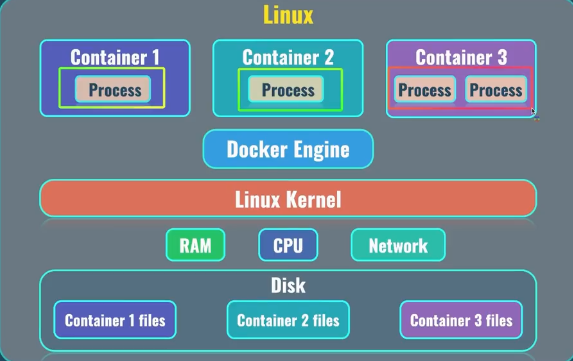 Linux
Container 1
Container 2
Container 3
Process
Process
Process
Process
Docker Engine
Linux Kernel
RAM
CPU
Network
Disk
Container 1 files
Container 2 files
Container 3 files